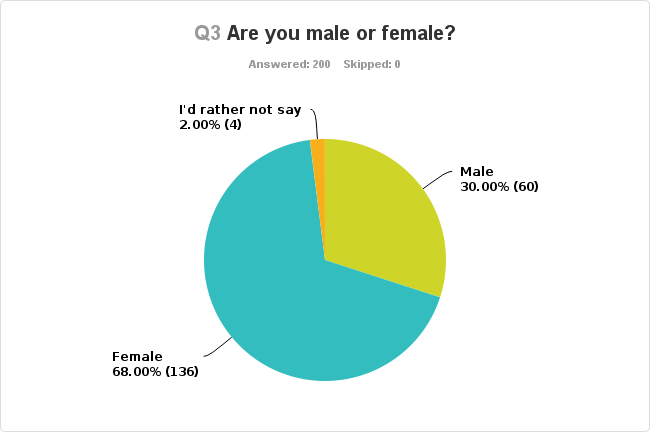 Q3 Are you male or female?
Answered: 200 Skipped: 0
I'd rather not say
2.00% (4)
Male
30.00% (60)
Female
68.00% (136)